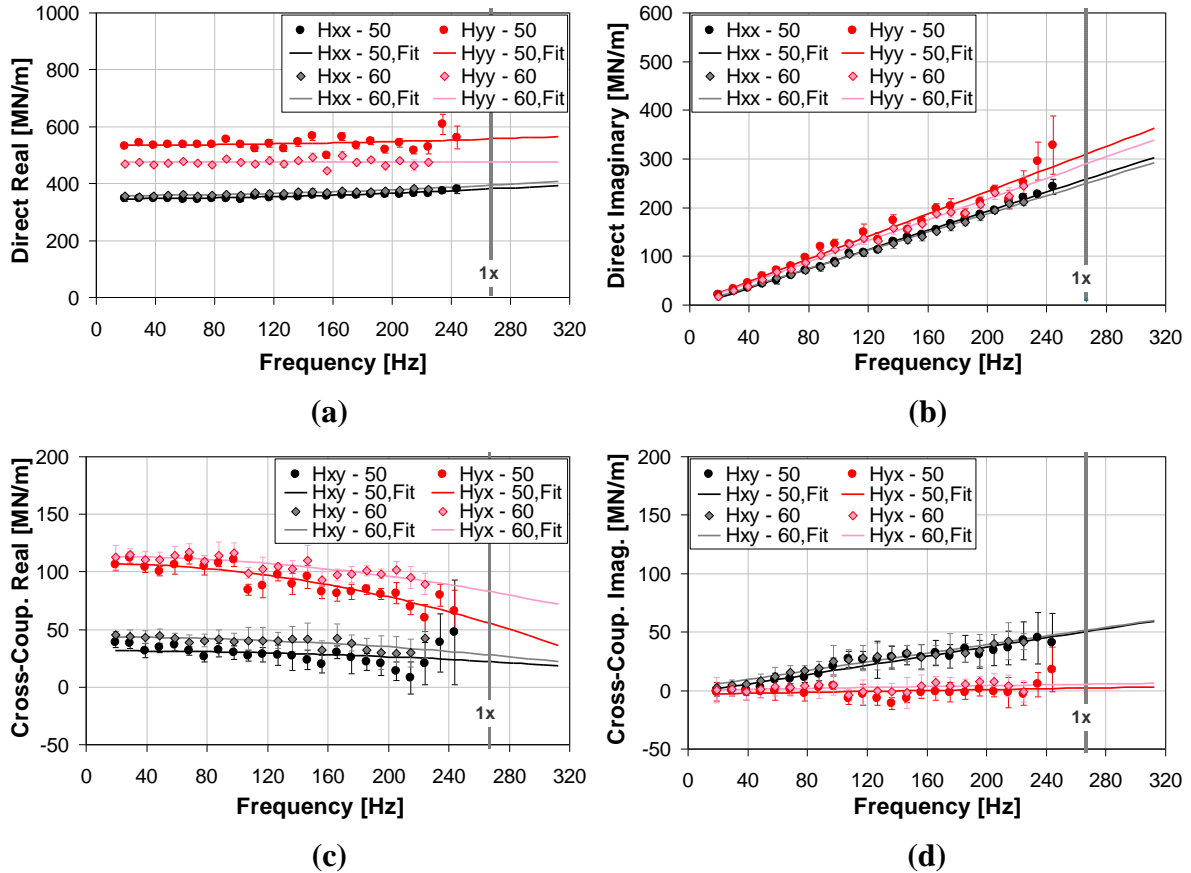 Direct Real [MN/m]
1000
800
600
400
200
0
Hxx - 50
Hyy - 50
Hxx - 50,Fit
Hyy - 50,Fit
Hxx - 60
Hyy - 60
Hxx - 60,Fit
Hyy - 60,Fit
1x
0 40 80 120 160 200 240 280 320
Frequency [Hz]
(a)
Direct Imaginary [MN/m]
600
500
400
300
200
100
0
Hxx - 50
Hyy - 50
Hxx - 50,Fit
Hyy - 50,Fit
Hxx - 60
Hyy - 60
Hxx - 60,Fit
Hyy - 60,Fit
1x
0 40 80 120 160 200 240 280 320
Frequency [Hz]
(b)
Cross-Coup. Real [MN/m]
200
150
100
50
0
-50
Hxy - 50
Hyx - 50
Hxy - 50,Fit
Hyx - 50,Fit
Hxy - 60
Hyx - 60
Hxy - 60,Fit
Hyx - 60,Fit
1x
0 40 80 120 160 200 240 280 320
Frequency [Hz]
(c)
Cross-Coup. Imag. [MN/m]
200
150
100
50
0
-50
Hxy - 50
Hyx - 50
Hxy - 50,Fit
Hyx - 50,Fit
Hxy - 60
Hyx - 60
Hxy - 60,Fit
Hyx - 60,Fit
1x
0 40 80 120 160 200 240 280 320
Frequency [Hz]
(d)